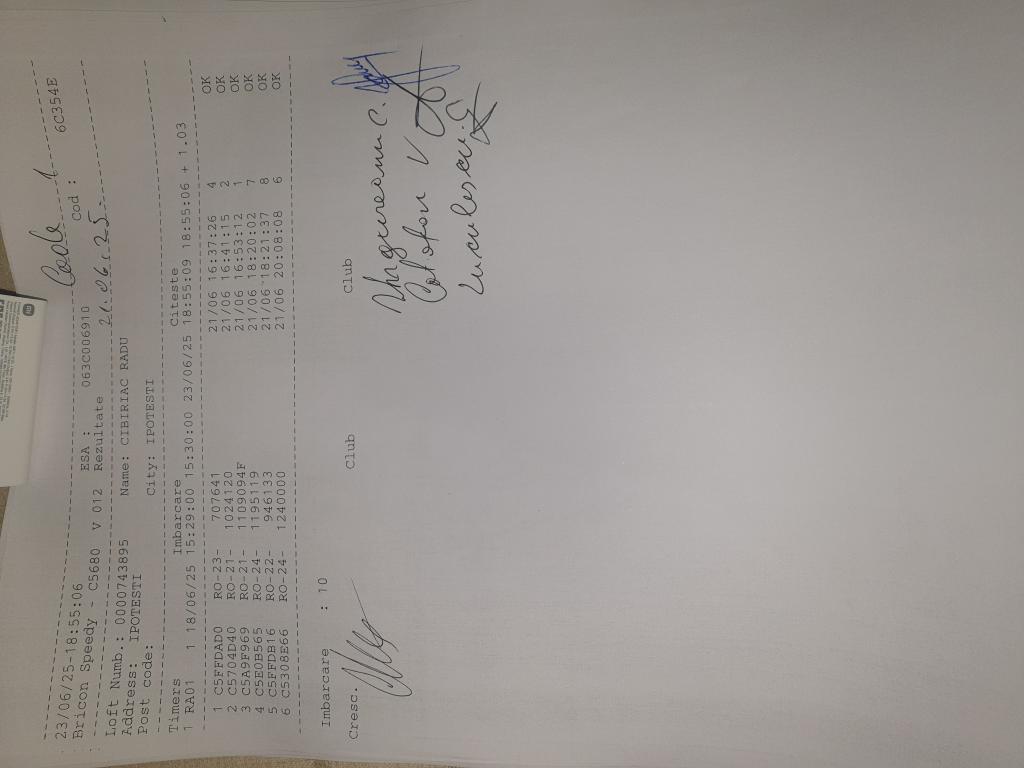 23/06/25-18:55:06
Bricon Speedy - C5680 V.012 ESA : 063C006910 cod : 6C354E
Rezultate 21.06.25
Loft Numb.: 0000743895 Name: CIBIRIAC RADU
Address: IPOTESTI
Post code: City: IPOTESTI
Timers Imbarcare Citeste
1 RA01 1 18/06/25 15:29:00 15:30:00 23/06/25 18:55:09 18:55:06 + 1.03
1 C5FFDAD0 RO-23- 707641 21/06 16:37:26 4 OK
2 C5704D40 RO-21- 1024120 21/06 16:41:15 2 OK
3 C5A9F969 RO-21- 1109094F 21/06 16:53:12 1 OK
4 C5E0B565 RO-24- 1195119 21/06 18:20:02 7 OK
5 C5FFDB16 RO-22- 946133 21/06 18:21:37 8 OK
6 C5308E66 RO-24- 1240000 21/06 20:08:08 6 OK
Imbarcare : 10
Cresc. Club Club
Ungureanu C.